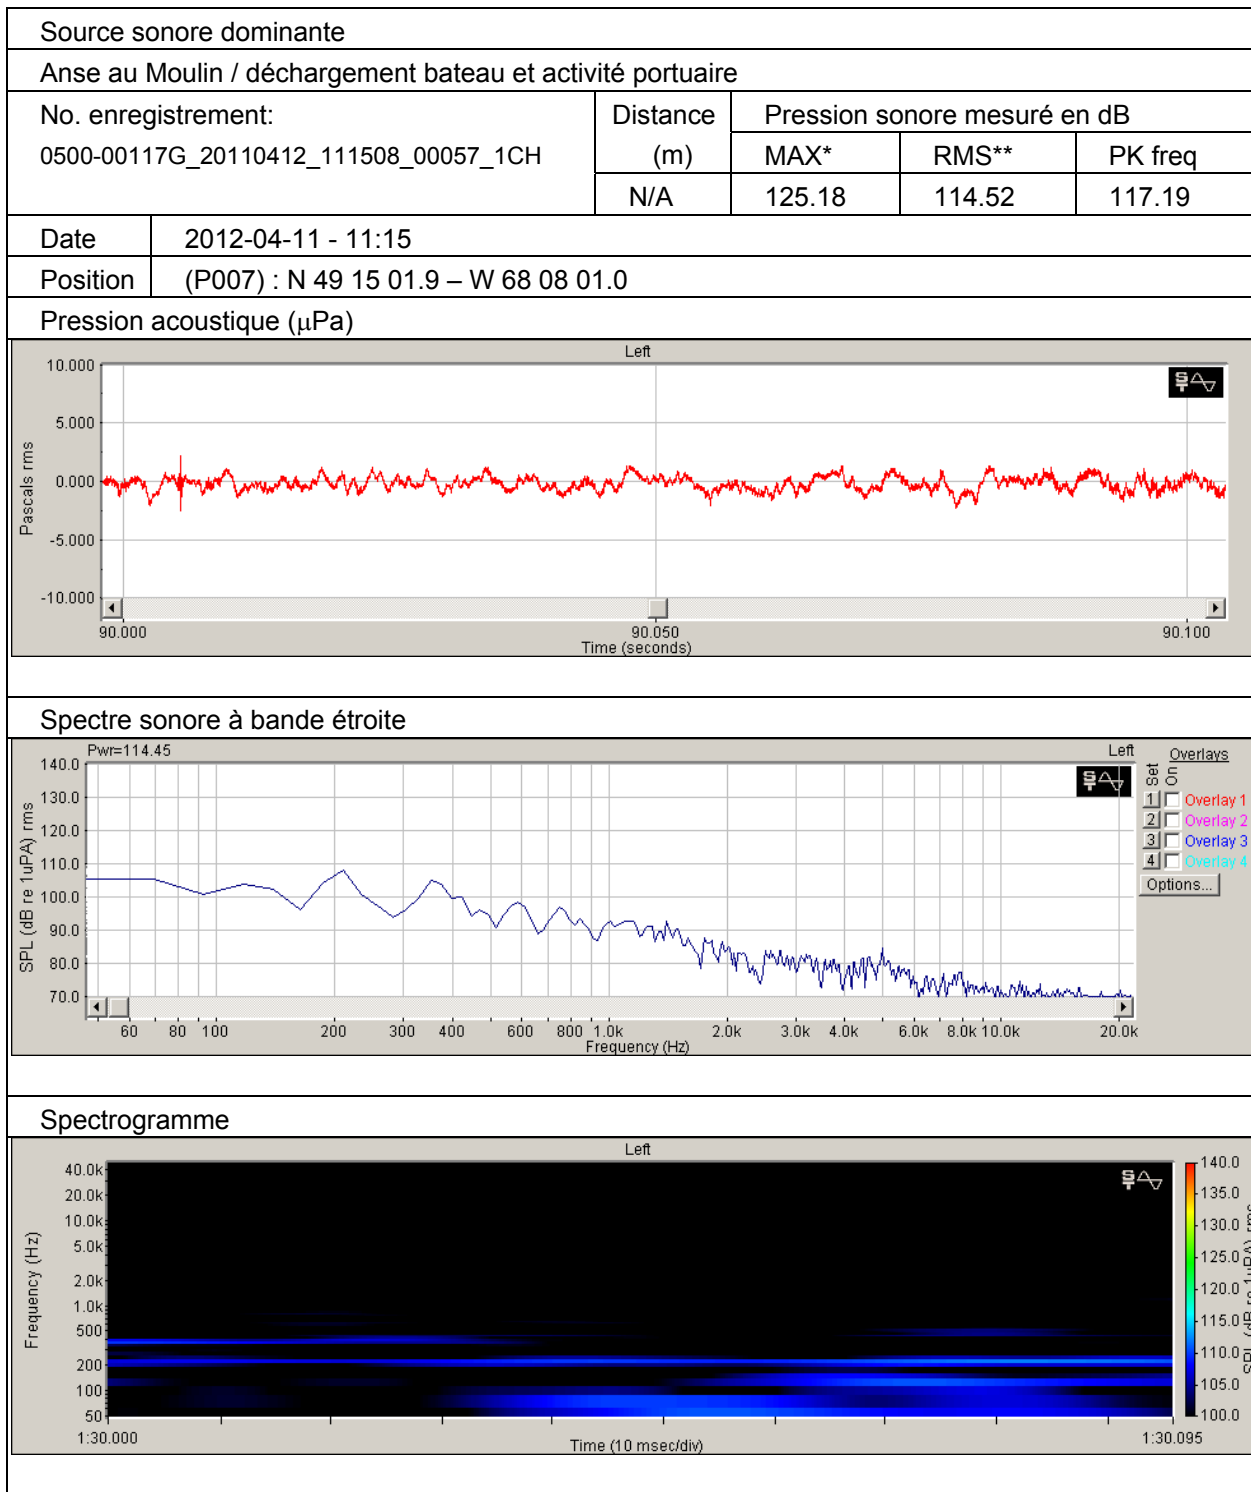 Source sonore dominante
Anse au Moulin / déchargement bateau et activité portuaire
No. enregistrement:
0500-00117G_20110412_111508_00057_1CH
Distance
(m)
Pression sonore mesuré en dB
MAX*
RMS**
PK freq
N/A
125.18
114.52
117.19
Date
2012-04-11 - 11:15
Position
(P007) : N 49 15 01.9 – W 68 08 01.0
Pression acoustique (µPa)
Left
Pascals rms
10.000
5.000
0.000
-5.000
-10.000
90.000
90.050
90.100
Time (seconds)
Spectre sonore à bande étroite
Pwr=114.45
Left
SPL (dB re 1uPA) rms
140.0
130.0
120.0
110.0
100.0
90.0
80.0
70.0
60 80 100 200 300 400 600 800 1.0k 2.0k 3.0k 4.0k 6.0k 8.0k 10.0k 20.0k
Frequency (Hz)
Overlays
Set
On
1 Overlay 1
2 Overlay 2
3 Overlay 3
4 Overlay 4
Options...
Spectrogramme
Left
Frequency (Hz)
40.0k
20.0k
10.0k
5.0k
2.0k
1.0k
500
200
100
50
1:30.000
Time (10 msec/div)
1:30.095
140.0
135.0
130.0
125.0
120.0
115.0
110.0
105.0
100.0
SPL (dB re 1uPA) rms